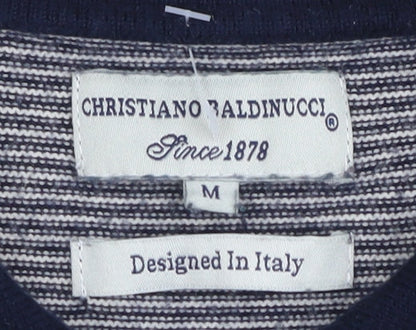 CHRISTIANO BALDINUCCI®
Since 1878
M
Designed In Italy